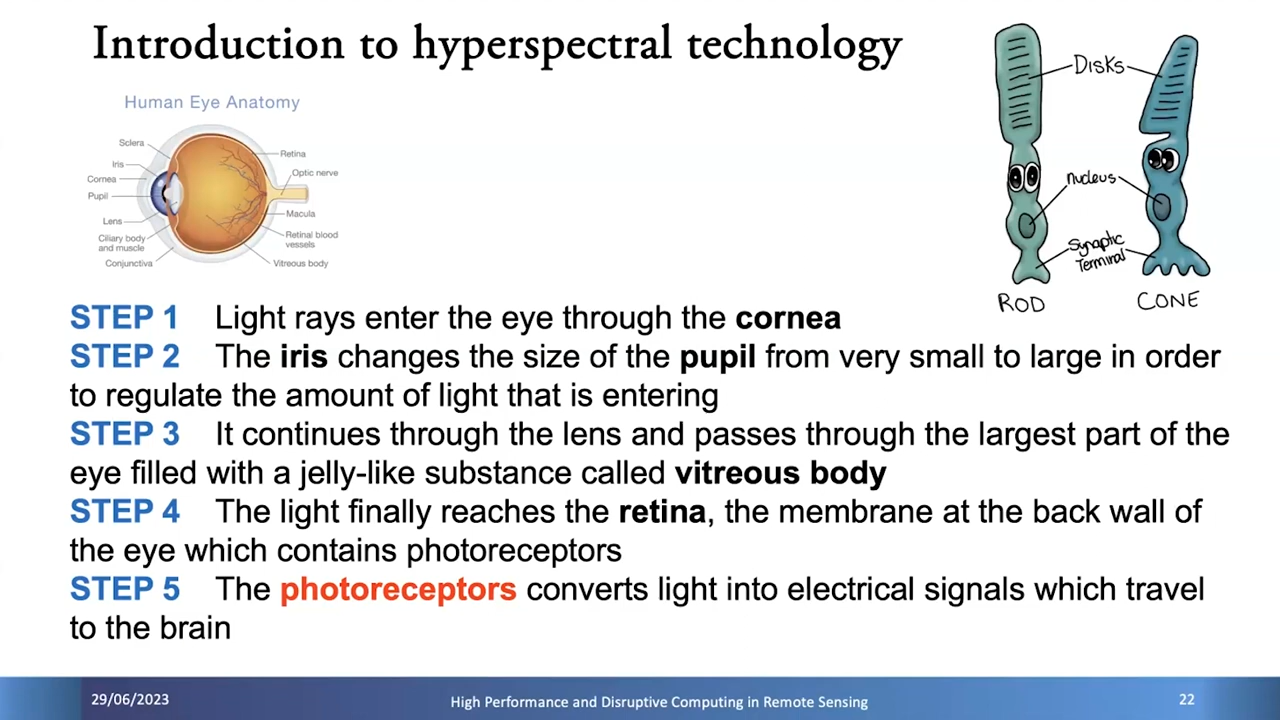 Introduction to hyperspectral technology
Human Eye Anatomy
Sclera
Iris
Cornea
Pupil
Lens
Ciliary body
and muscle
Conjunctiva
Retina
Optic nerve
Macula
Retinal blood
vessels
Vitreous body
Disks
nucleus
Synaptic
Terminal
ROD
CONE
STEP 1 Light rays enter the eye through the cornea
STEP 2 The iris changes the size of the pupil from very small to large in order
to regulate the amount of light that is entering
STEP 3 It continues through the lens and passes through the largest part of the
eye filled with a jelly-like substance called vitreous body
STEP 4 The light finally reaches the retina, the membrane at the back wall of
the eye which contains photoreceptors
STEP 5 The photoreceptors converts light into electrical signals which travel
to the brain
29/06/2023
High Performance and Disruptive Computing in Remote Sensing
22